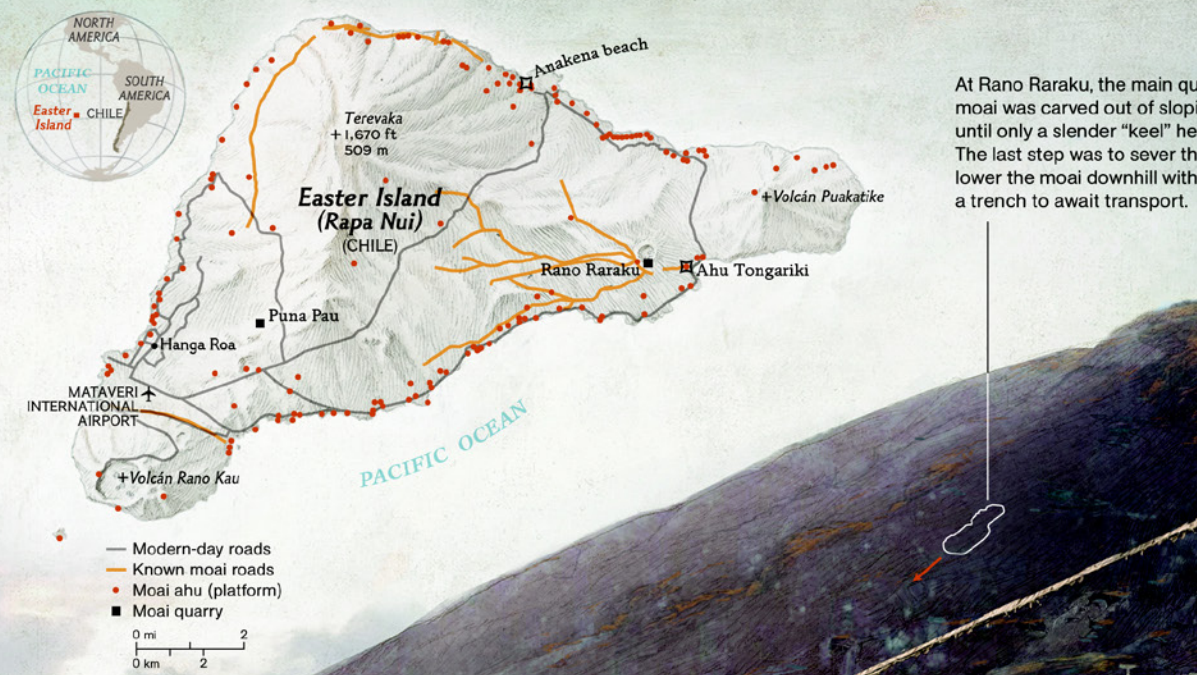 NORTH
AMERICA
PACIFIC
OCEAN
SOUTH
AMERICA
Easter
Island
CHILE
Anakena beach
Terevaka
+1,670 ft
509 m
Easter Island
(Rapa Nui)
(CHILE)
+Volcán Puakatike
Rano Raraku
Ahu Tongariki
Puna Pau
Hanga Roa
MATAVERI
INTERNATIONAL
AIRPORT
PACIFIC OCEAN
+Volcán Rano Kau
Modern-day roads
Known moai roads
Moai ahu (platform)
Moai quarry
0 mi 2
0 km 2
At Rano Raraku, the main
moai was carved out of
until only a slender “keel”
The last step was to sever
lower the moai downhill with
a trench to await transport.